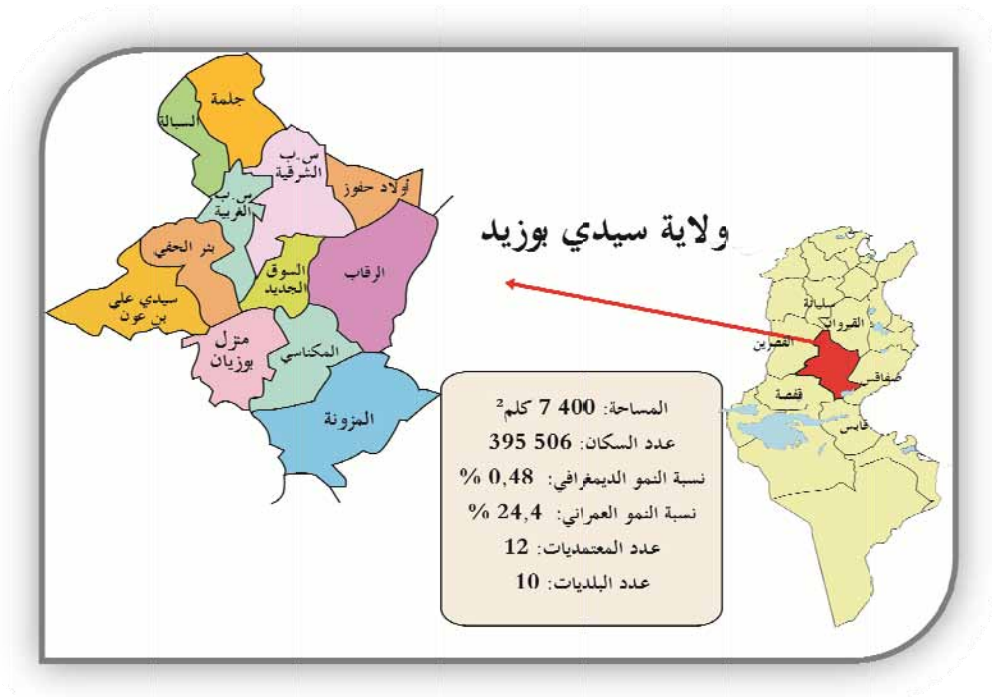 ولاية سيدي بوزيد
جلمة
السبالة
س.ب
الشرقية
أولاد حفوز
س.ب
الغربية
بئر الحفي
السوق
الجديد
الرقاب
سيدي علي
بن عون
منزل
بوزيان
المكناسي
المزونة
سليانة
القيروان
القصرين
صفاقس
قفصة
قابس
المساحة: 400 7 كلم²
عدد السكان: 506 395
نسبة النمو الديمغرافي: 0,48 %
نسبة النمو العمراني: 24,4 %
عدد المعتمديات: 12
عدد البلديات: 10